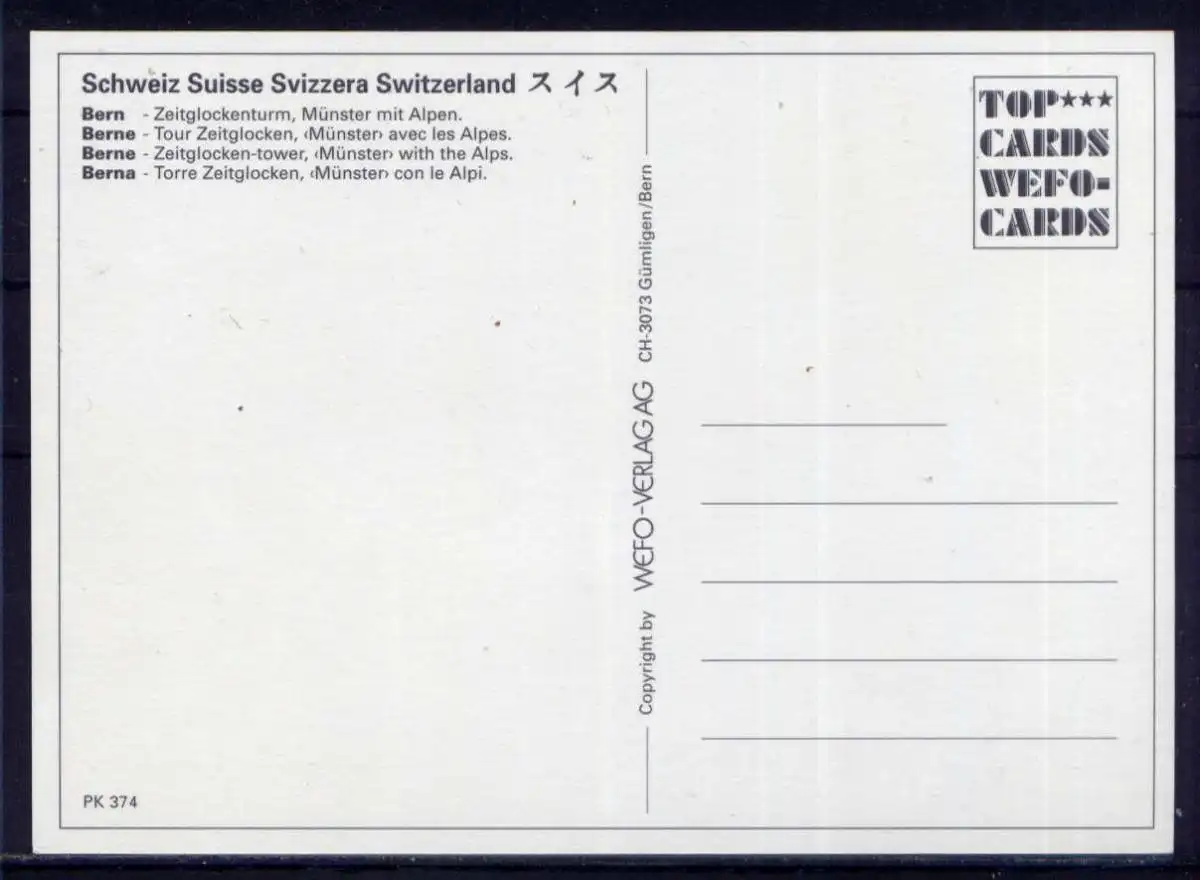 Schweiz Suisse Svizzera Switzerland スイス
Bern - Zeitglockenturm, Münster mit Alpen.
Berne - Tour Zeitglocken, ‹Münster› avec les Alpes.
Berne - Zeitglocken-tower, ‹Münster› with the Alps.
Berna - Torre Zeitglocken, ‹Münster› con le Alpi.
PK 374
Copyright by WEFO-VERLAG AG CH-3073 Gümligen/Bern
TOP★★★
CARDS
WEFO-
CARDS